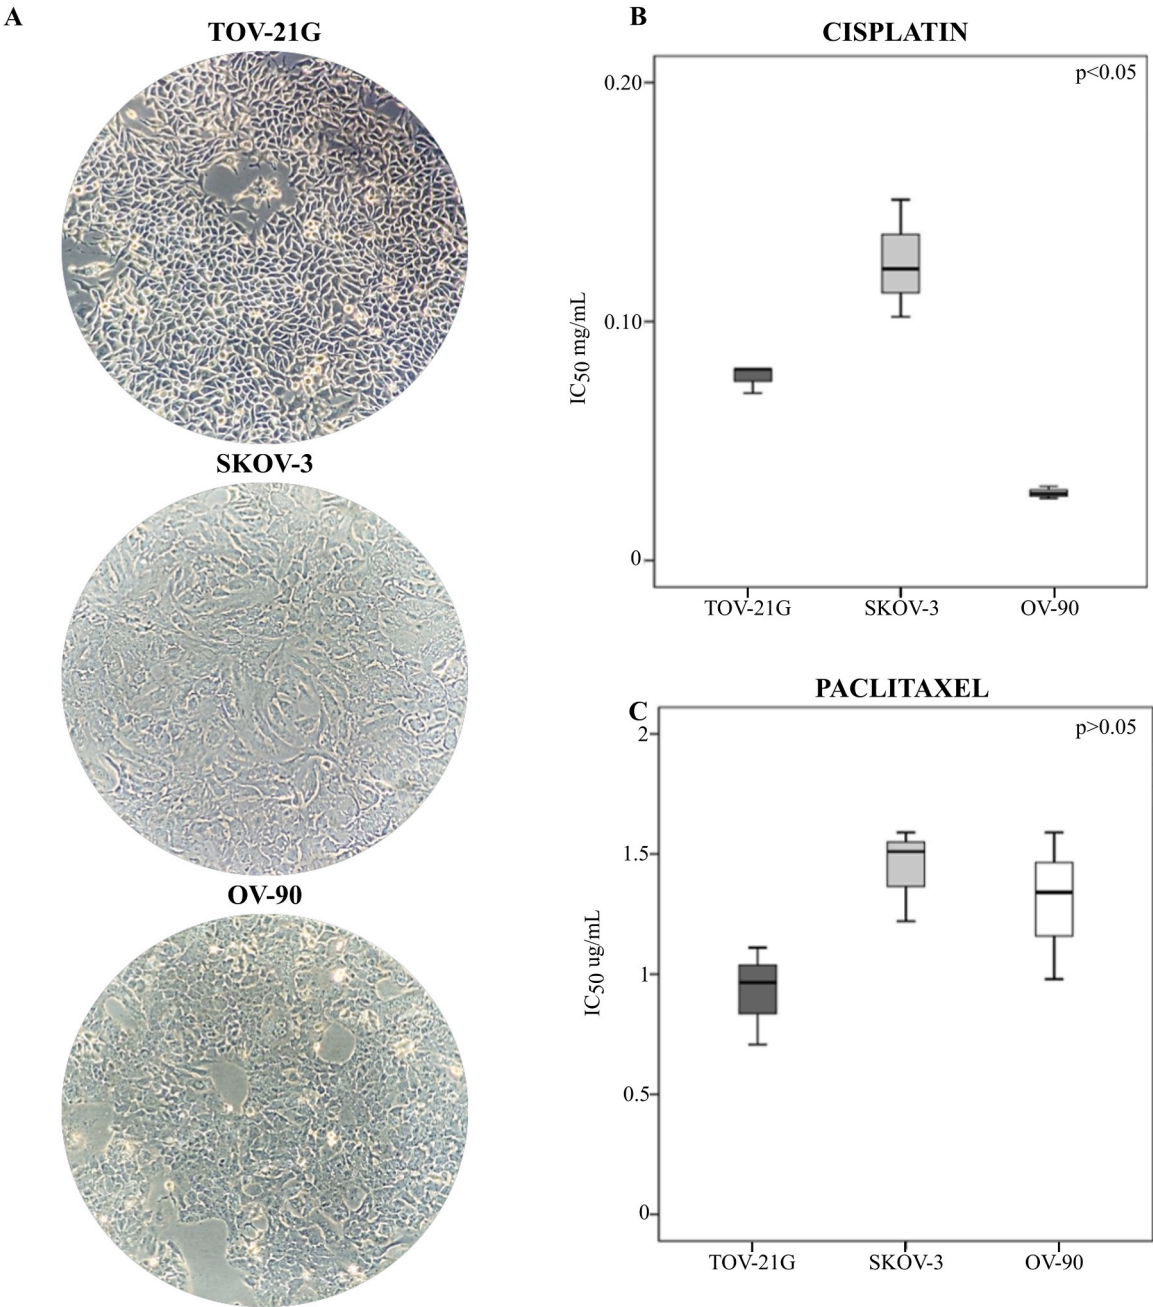 A
TOV-21G
SKOV-3
OV-90
B
CISPLATIN
p<0.05
0.20
0.10
0
IC50 mg/mL
TOV-21G
SKOV-3
OV-90
PACLITAXEL
C
p>0.05
2
1.5
1
0.5
0
IC50 ug/mL
TOV-21G
SKOV-3
OV-90